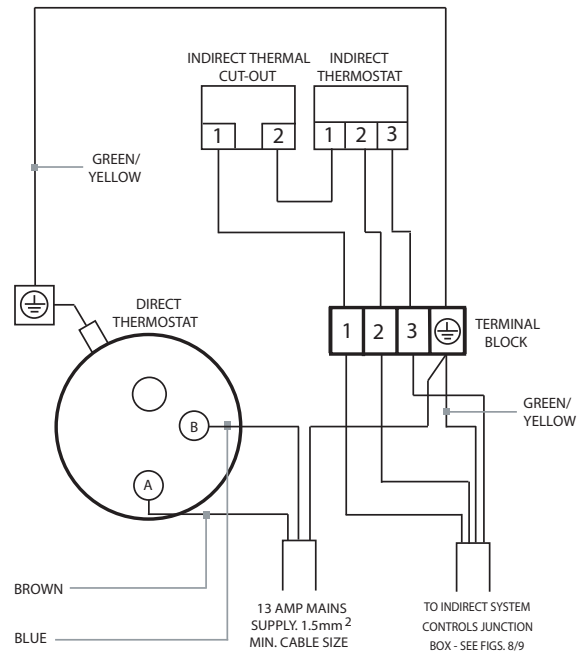 INDIRECT THERMAL
CUT-OUT
INDIRECT
THERMOSTAT
1
2
1
2
3
GREEN/
YELLOW
DIRECT
THERMOSTAT
1
2
3
TERMINAL
BLOCK
B
A
GREEN/
YELLOW
BROWN
BLUE
13 AMP MAINS
SUPPLY. 1.5mm 2
MIN. CABLE SIZE
TO INDIRECT SYSTEM
CONTROLS JUNCTION
BOX - SEE FIGS. 8/9